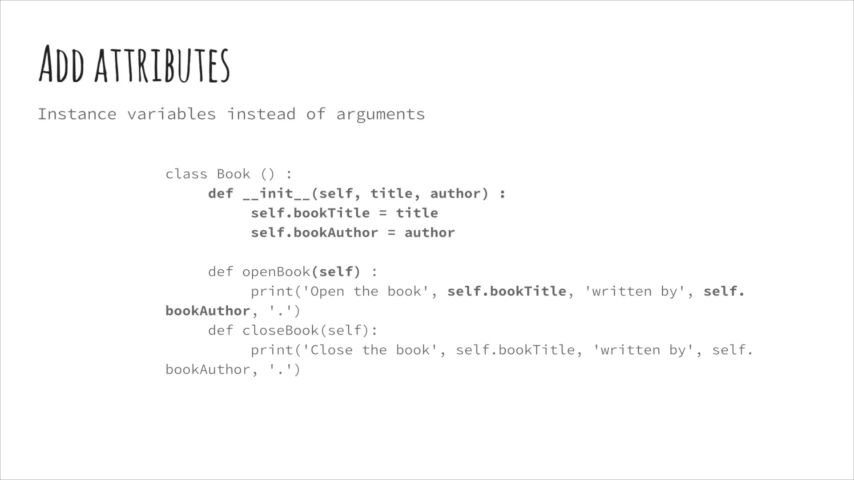 ADD ATTRIBUTES
Instance variables instead of arguments
class Book () :
def __init__(self, title, author) :
self.bookTitle = title
self.bookAuthor = author
def openBook(self) :
print('Open the book', self.bookTitle, 'written by', self.
bookAuthor, '.')
def closeBook(self):
print('Close the book', self.bookTitle, 'written by', self.
bookAuthor, '.')